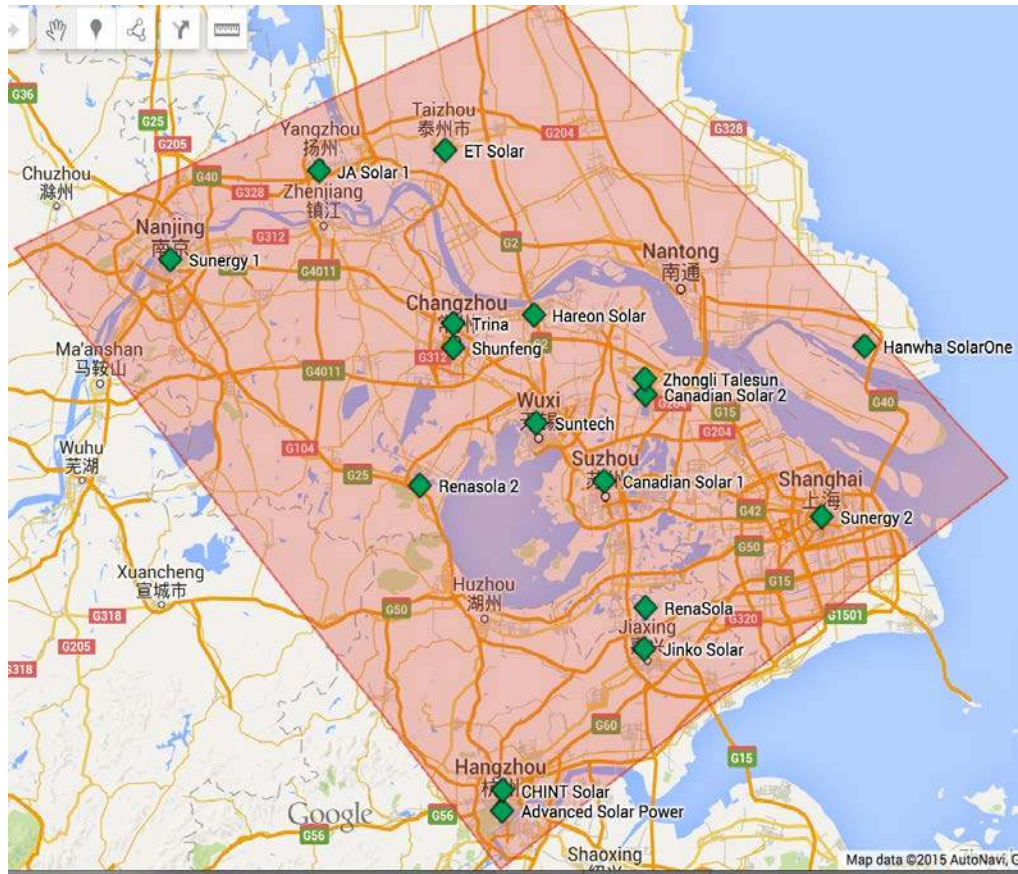 G36
G25
G205
Taizhou
泰州市
G204
G328
Yangzhou
扬州
ET Solar
JA Solar 1
Chuzhou
滁州
G40
G328
Zhenjiang
镇江
Nanjing
南京
G312
G2
Nantong
南通
Sunergy 1
G4011
Changzhou
Hareon Solar
Trina
G2
Hanwha SolarOne
Ma'anshan
马鞍山
G312
Shunfeng
G4011
Zhongli Talesun
Canadian Solar 2
G204
G40
Wuxi
G15
Suntech
G204
Wuhu
芜湖
G104
G25
Suzhou
Renasola 2
Canadian Solar 1
Shanghai
上海
G42
Sunergy 2
G50
Xuancheng
宣城市
Huzhou
湖州
G15
G318
G50
RenaSola
G320
G1501
Jiaxing
G205
Jinko Solar
G318
G60
G15
Hangzhou
CHINT Solar
Google
G56
Advanced Solar Power
G56
Shaoxing
Map data ©2015 AutoNavi, G